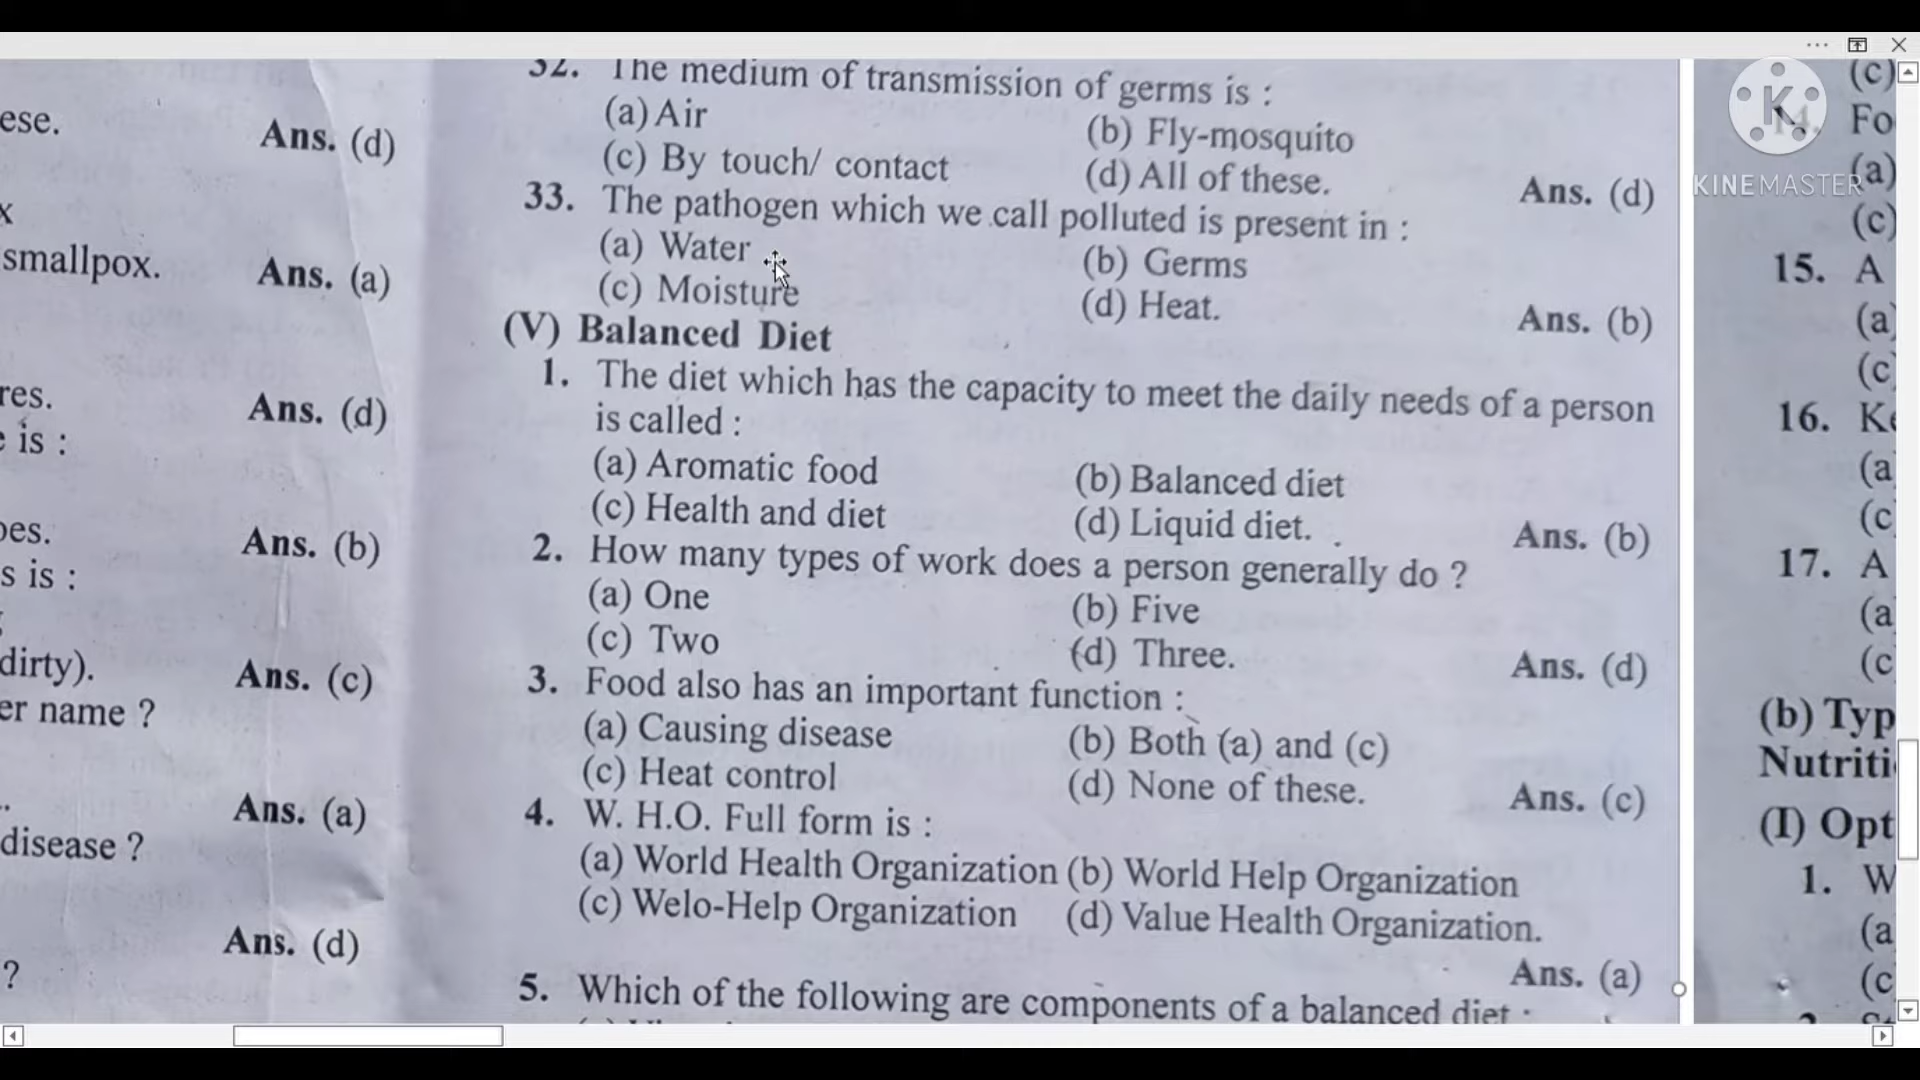 ese.
Ans. (d)
x
smallpox.
Ans. (a)
res.
Ans. (d)
e is :
pes.
Ans. (b)
s is :
dirty).
Ans. (c)
er name ?
Ans. (a)
disease ?
Ans. (d)
?
32. The medium of transmission of germs is :
(a) Air (b) Fly-mosquito
(c) By touch/ contact (d) All of these. Ans. (d)
33. The pathogen which we call polluted is present in :
(a) Water (b) Germs
(c) Moisture (d) Heat. Ans. (b)
(V) Balanced Diet
1. The diet which has the capacity to meet the daily needs of a person
is called :
(a) Aromatic food (b) Balanced diet
(c) Health and diet (d) Liquid diet. Ans. (b)
2. How many types of work does a person generally do ?
(a) One (b) Five
(c) Two (d) Three. Ans. (d)
3. Food also has an important function :
(a) Causing disease (b) Both (a) and (c)
(c) Heat control (d) None of these. Ans. (c)
4. W. H.O. Full form is :
(a) World Health Organization (b) World Help Organization
(c) Welo-Help Organization (d) Value Health Organization.
Ans. (a)
5. Which of the following are components of a balanced diet :
(c)
14. Fo
(a)
(c)
15. A
(a)
(c)
16. Ke
(a)
(c)
17. A
(a)
(c)
(b) Typ
Nutriti
(I) Opt
1. W
(a)
(c)
K
KINEMASTER